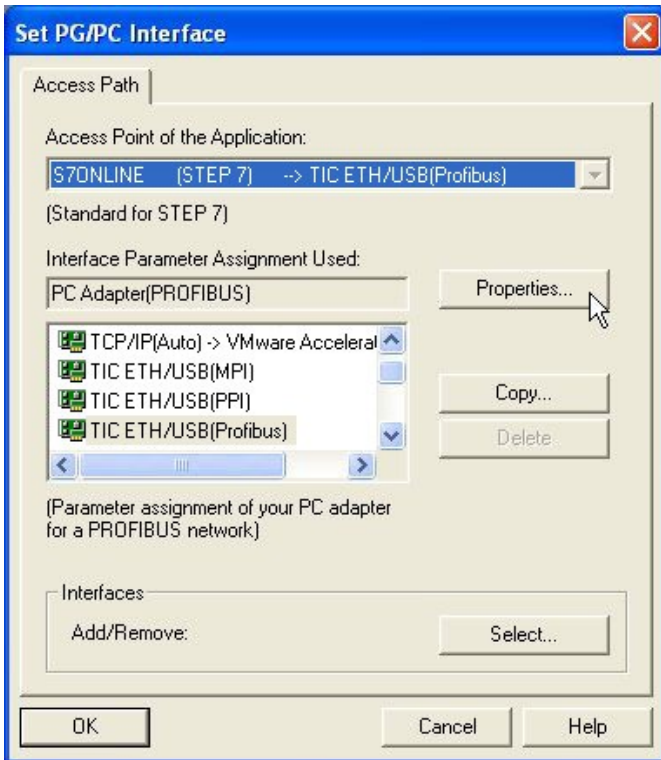 Set PG/PC Interface
Access Path
Access Point of the Application:
S7ONLINE (STEP 7) --> TIC ETH/USB(Profibus)
(Standard for STEP 7)
Interface Parameter Assignment Used:
PC Adapter(PROFIBUS)
Properties...
TCP/IP(Auto) -> VMware Accelerat
TIC ETH/USB(MPI)
TIC ETH/USB(PPI)
TIC ETH/USB(Profibus)
Copy...
Delete
(Parameter assignment of your PC adapter
for a PROFIBUS network)
Interfaces
Add/Remove:
Select...
OK
Cancel
Help